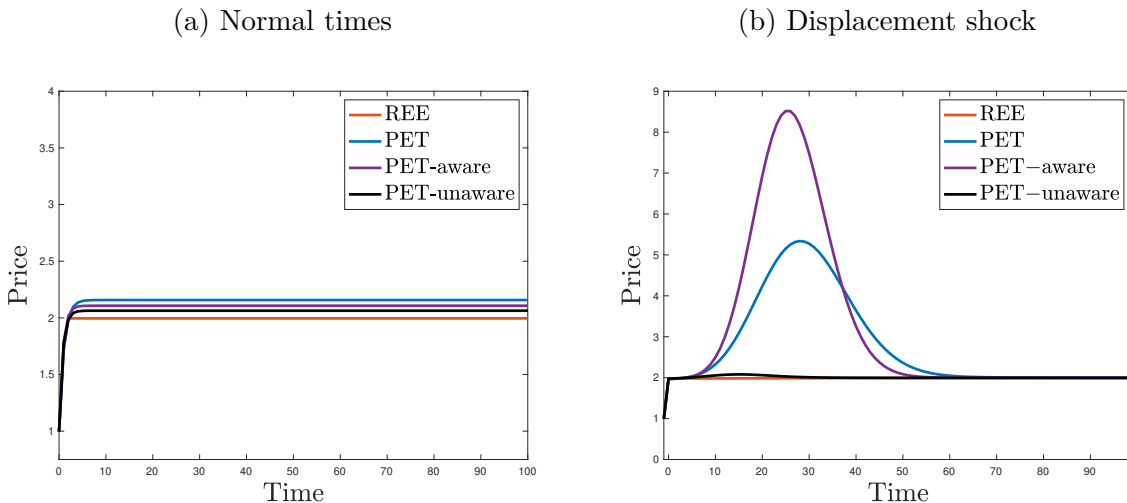 (a) Normal times
(b) Displacement shock
4
3.5
3
2.5
2
1.5
1
Price
0 10 20 30 40 50 60 70 80 90 100
Time
REE
PET
PET-aware
PET-unaware
9
8
7
6
5
4
3
2
1
0
Price
0 10 20 30 40 50 60 70 80 90
Time
REE
PET
PET−aware
PET−unaware